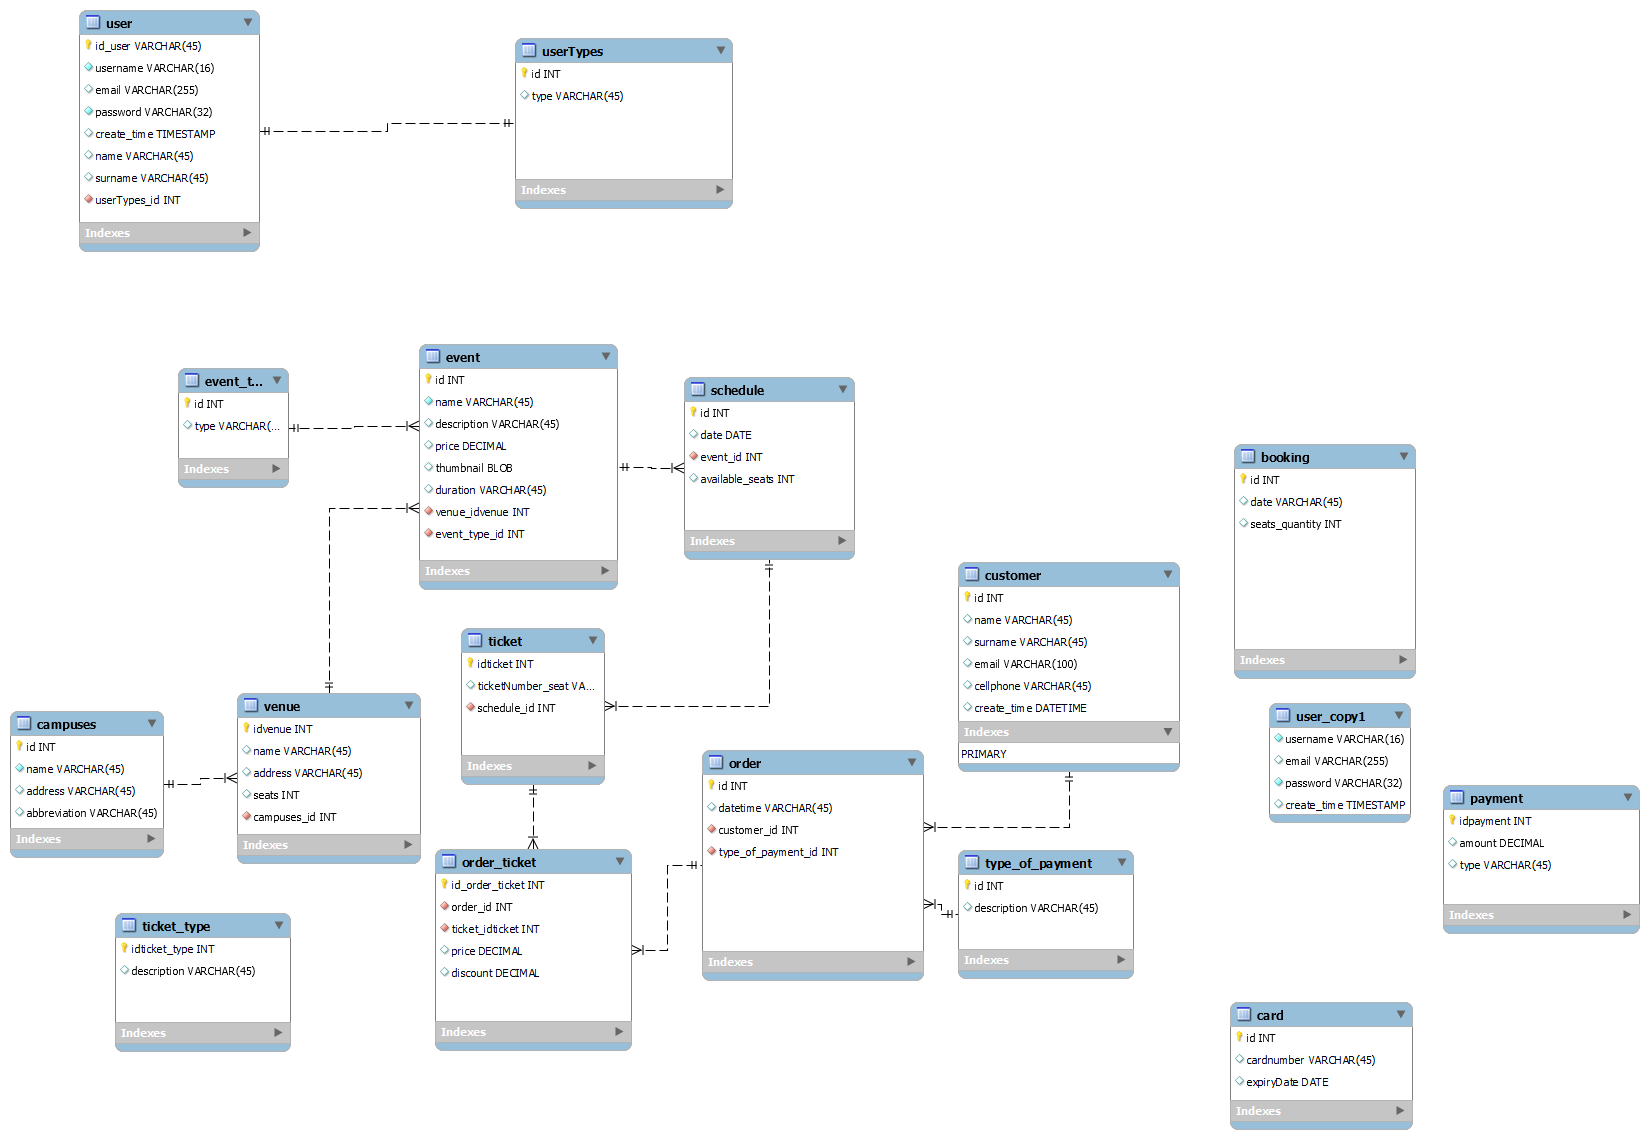 user
id_user VARCHAR(45)
username VARCHAR(16)
email VARCHAR(255)
password VARCHAR(32)
create_time TIMESTAMP
name VARCHAR(45)
surname VARCHAR(45)
userTypes_id INT
Indexes
userTypes
id INT
type VARCHAR(45)
Indexes
event_t...
id INT
type VARCHAR(...
Indexes
event
id INT
name VARCHAR(45)
description VARCHAR(45)
price DECIMAL
thumbnail BLOB
duration VARCHAR(45)
venue_idvenue INT
event_type_id INT
Indexes
schedule
id INT
date DATE
event_id INT
available_seats INT
Indexes
booking
id INT
date VARCHAR(45)
seats_quantity INT
Indexes
customer
id INT
name VARCHAR(45)
surname VARCHAR(45)
email VARCHAR(100)
cellphone VARCHAR(45)
create_time DATETIME
Indexes
PRIMARY
ticket
idticket INT
ticketNumber_seat VA...
schedule_id INT
Indexes
campuses
id INT
name VARCHAR(45)
address VARCHAR(45)
abbreviation VARCHAR(45)
Indexes
venue
idvenue INT
name VARCHAR(45)
address VARCHAR(45)
seats INT
campuses_id INT
Indexes
order
id INT
datetime VARCHAR(45)
customer_id INT
type_of_payment_id INT
Indexes
user_copy1
username VARCHAR(16)
email VARCHAR(255)
password VARCHAR(32)
create_time TIMESTAMP
payment
idpayment INT
amount DECIMAL
type VARCHAR(45)
Indexes
order_ticket
id_order_ticket INT
order_id INT
ticket_idticket INT
price DECIMAL
discount DECIMAL
Indexes
type_of_payment
id INT
description VARCHAR(45)
Indexes
ticket_type
idticket_type INT
description VARCHAR(45)
Indexes
card
id INT
cardnumber VARCHAR(45)
expiryDate DATE
Indexes